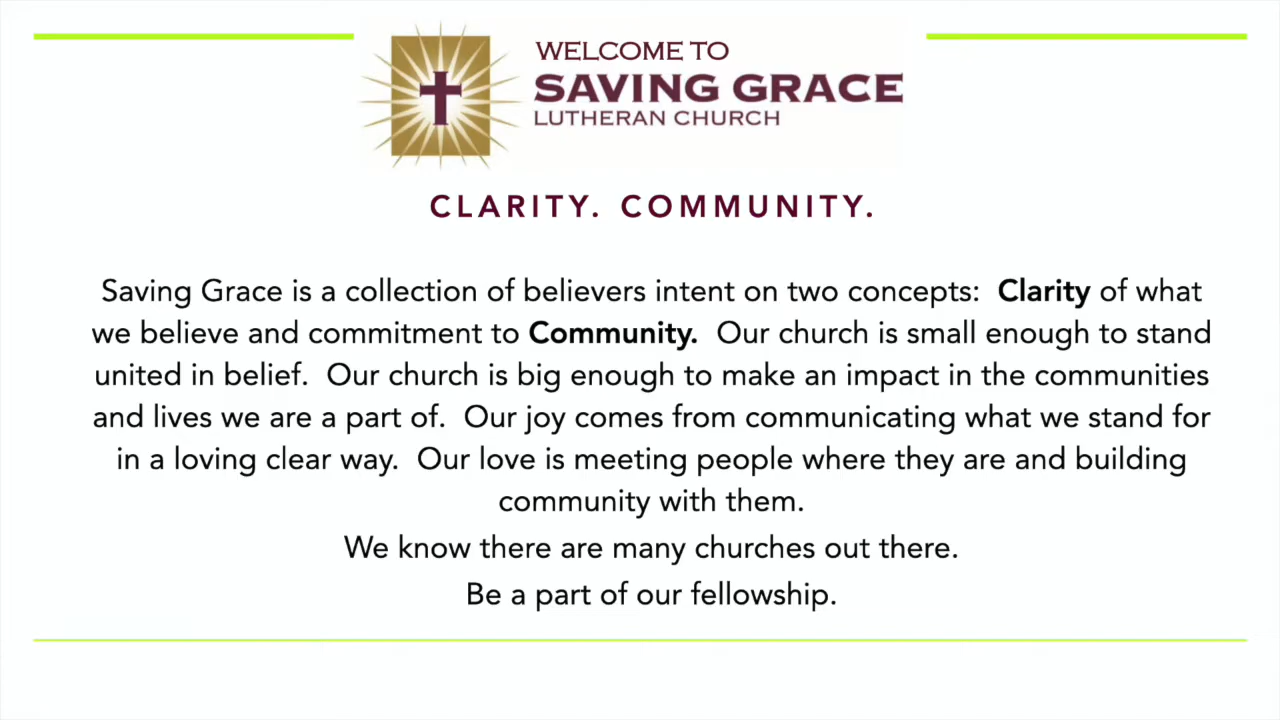 WELCOME TO
SAVING GRACE
LUTHERAN CHURCH
CLARITY. COMMUNITY.
Saving Grace is a collection of believers intent on two concepts:  Clarity of what
we believe and commitment to Community.  Our church is small enough to stand
united in belief.  Our church is big enough to make an impact in the communities
and lives we are a part of.  Our joy comes from communicating what we stand for
in a loving clear way.  Our love is meeting people where they are and building
community with them.
We know there are many churches out there.
Be a part of our fellowship.